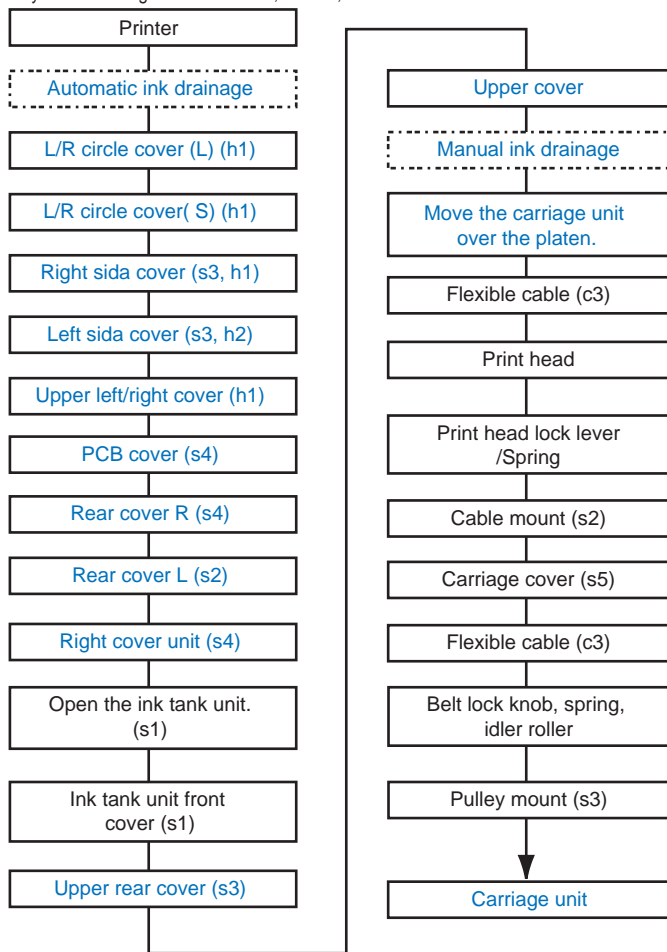 Printer
Automatic ink drainage
L/R circle cover (L) (h1)
L/R circle cover( S) (h1)
Right sida cover (s3, h1)
Left sida cover (s3, h2)
Upper left/right cover (h1)
PCB cover (s4)
Rear cover R (s4)
Rear cover L (s2)
Right cover unit (s4)
Open the ink tank unit.
(s1)
Ink tank unit front
cover (s1)
Upper rear cover (s3)
Upper cover
Manual ink drainage
Move the carriage unit
over the platen.
Flexible cable (c3)
Print head
Print head lock lever
/Spring
Cable mount (s2)
Carriage cover (s5)
Flexible cable (c3)
Belt lock knob, spring,
idler roller
Pulley mount (s3)
Carriage unit